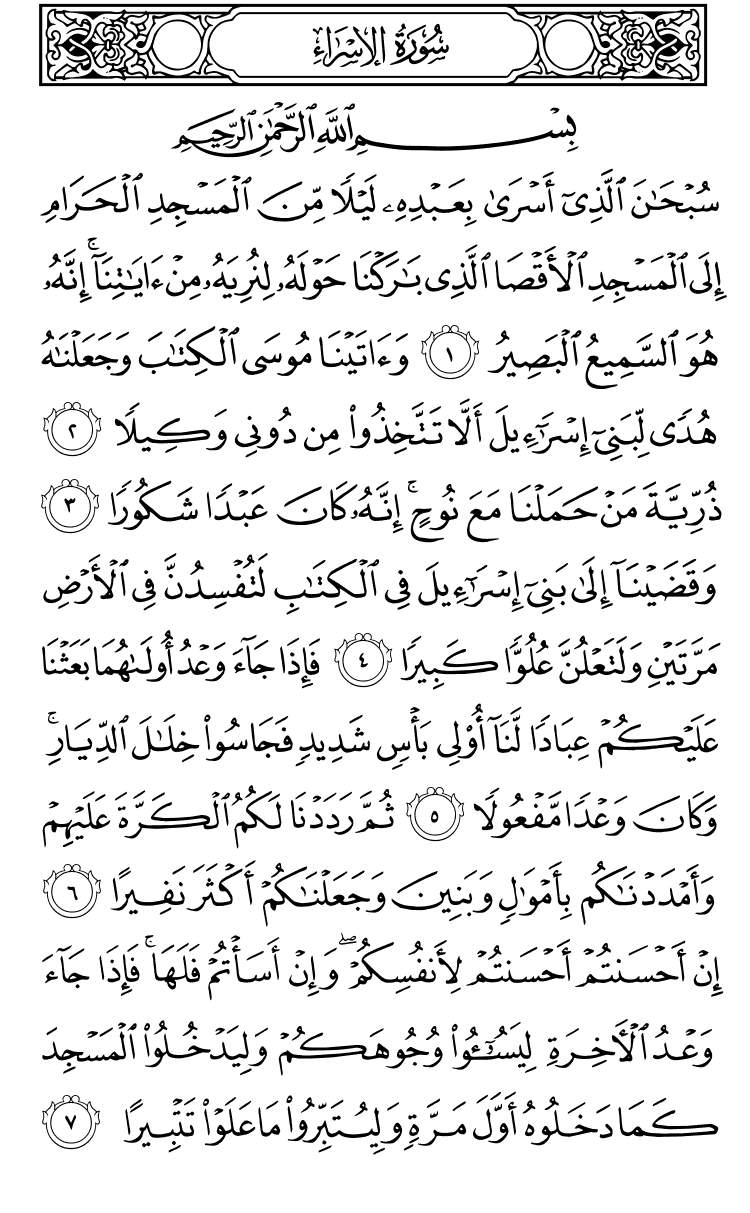 سُورَةُ الإِسْرَاءِ
بِسْمِ ٱللَّهِ ٱلرَّحْمَٰنِ ٱلرَّحِيمِ
سُبْحَٰنَ ٱلَّذِىٓ أَسْرَىٰ بِعَبْدِهِۦ لَيْلًا مِّنَ ٱلْمَسْجِدِ ٱلْحَرَامِ
إِلَى ٱلْمَسْجِدِ ٱلْأَقْصَا ٱلَّذِى بَٰرَكْنَا حَوْلَهُۥ لِنُرِيَهُۥ مِنْ ءَايَٰتِنَآ ۚ إِنَّهُۥ
هُوَ ٱلسَّمِيعُ ٱلْبَصِيرُ ١ وَءَاتَيْنَا مُوسَى ٱلْكِتَٰبَ وَجَعَلْنَٰهُ
هُدًى لِّبَنِىٓ إِسْرَٰٓءِيلَ أَلَّا تَتَّخِذُوا۟ مِن دُونِى وَكِيلًا ٢
ذُرِّيَّةَ مَنْ حَمَلْنَا مَعَ نُوحٍ ۚ إِنَّهُۥ كَانَ عَبْدًا شَكُورًا ٣
وَقَضَيْنَآ إِلَىٰ بَنِىٓ إِسْرَٰٓءِيلَ فِى ٱلْكِتَٰبِ لَتُفْسِدُنَّ فِى ٱلْأَرْضِ
مَرَّتَيْنِ وَلَتَعْلُنَّ عُلُوًّا كَبِيرًا ٤ فَإِذَا جَآءَ وَعْدُ أُولَىٰهُمَا بَعَثْنَا
عَلَيْكُمْ عِبَادًا لَّنَآ أُو۟لِى بَأْسٍ شَدِيدٍ فَجَاسُوا۟ خِلَٰلَ ٱلدِّيَارِ ۚ
وَكَانَ وَعْدًا مَّفْعُولًا ٥ ثُمَّ رَدَدْنَا لَكُمُ ٱلْكَرَّةَ عَلَيْهِمْ
وَأَمْدَدْنَٰكُم بِأَمْوَٰلٍ وَبَنِينَ وَجَعَلْنَٰكُمْ أَكْثَرَ نَفِيرًا ٦
إِنْ أَحْسَنتُمْ أَحْسَنتُمْ لِأَنفُسِكُمْ ۖ وَإِنْ أَسَأْتُمْ فَلَهَا ۚ فَإِذَا جَآءَ
وَعْدُ ٱلْأٓخِرَةِ لِيَسُۥٓـُٔوا۟ وُجُوهَكُمْ وَلِيَدْخُلُوا۟ ٱلْمَسْجِدَ
كَمَا دَخَلُوهُ أَوَّلَ مَرَّةٍ وَلِيُتَبِّرُوا۟ مَا عَلَوْا۟ تَتْبِيرًا ٧